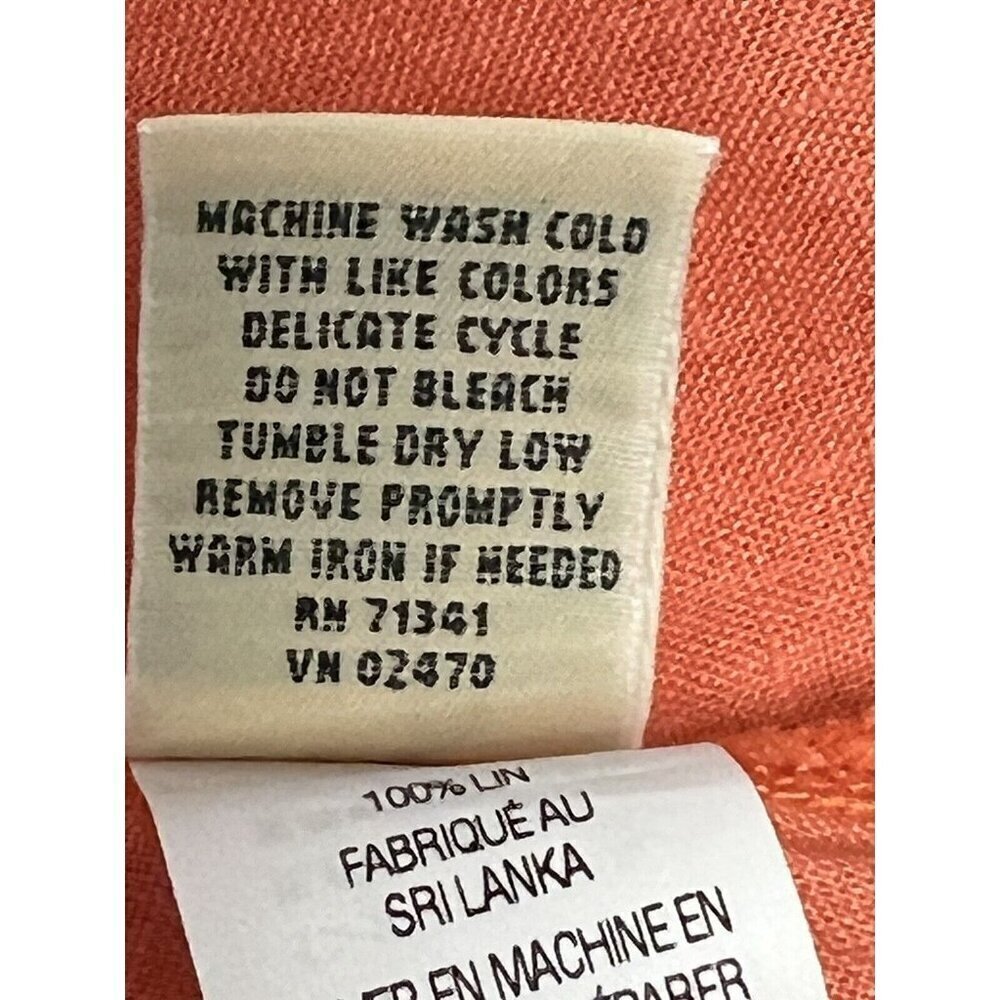 MACHINE WASH COLD
WITH LIKE COLORS
DELICATE CYCLE
DO NOT BLEACH
TUMBLE DRY LOW
REMOVE PROMPTLY
WARM IRON IF NEEDED
RN 71341
VN 02470
100% LIN
FABRIQUÉ AU
SRI LANKA
EN MACHINE EN